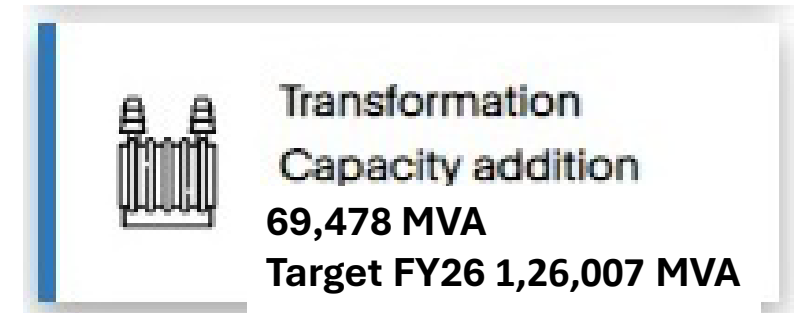 Transformation
Capacity addition
69,478 MVA
Target FY26 1,26,007 MVA